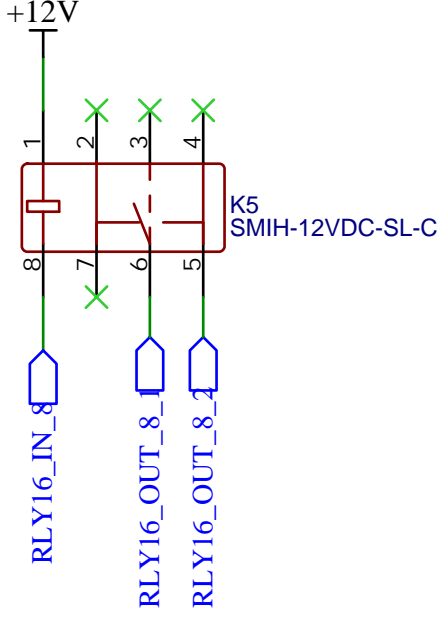 +12V
1
2
3
4
K5
SMIH-12VDC-SL-C
8
7
6
5
RLY16_IN_8
RLY16_OUT_8_1
RLY16_OUT_8_2